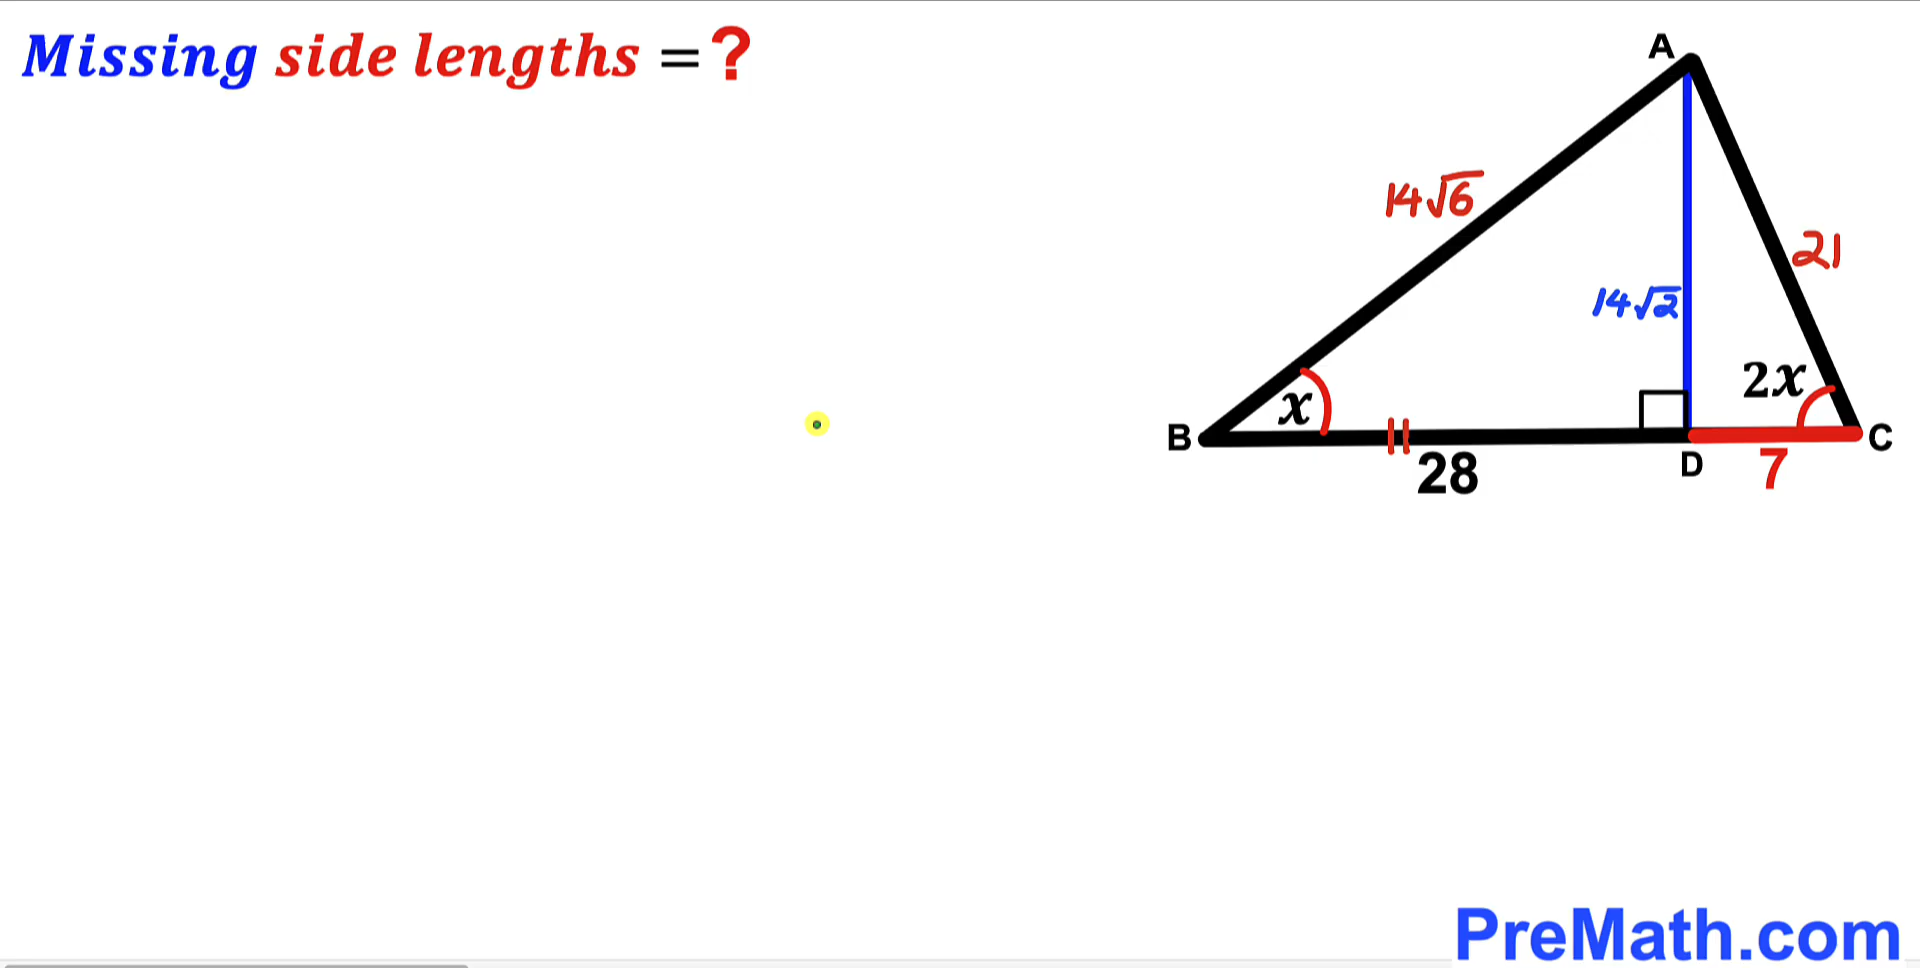 Missing side lengths = ?
A
14√6
21
14√2
2x
x
B
C
28
D
7
PreMath.com